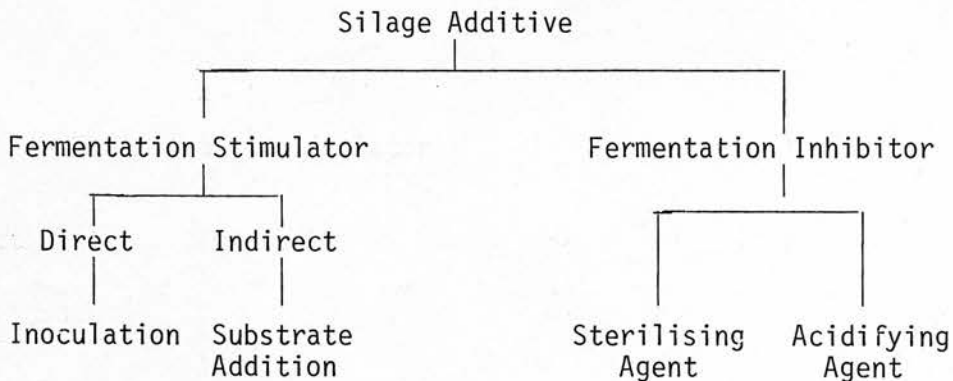 Silage Additive
Fermentation Stimulator Fermentation Inhibitor
Direct Indirect
Inoculation Substrate Addition Sterilising Agent Acidifying Agent